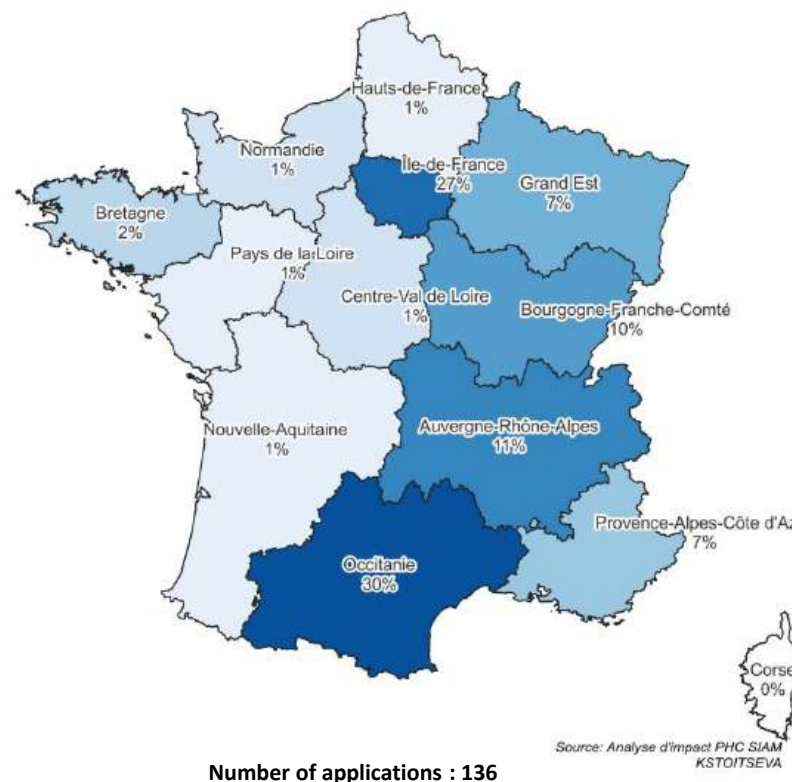 Hauts-de-France
1%
Normandie
1%
Île-de-France
27%
Grand Est
7%
Bretagne
2%
Pays de la Loire
1%
Centre-Val de Loire
1%
Bourgogne-Franche-Comté
10%
Nouvelle-Aquitaine
1%
Auvergne-Rhône-Alpes
11%
Provence-Alpes-Côte d'Az
7%
Occitanie
30%
Corse
0%
Source: Analyse d'impact PHC SIAM
KSTOITSEVA
Number of applications : 136